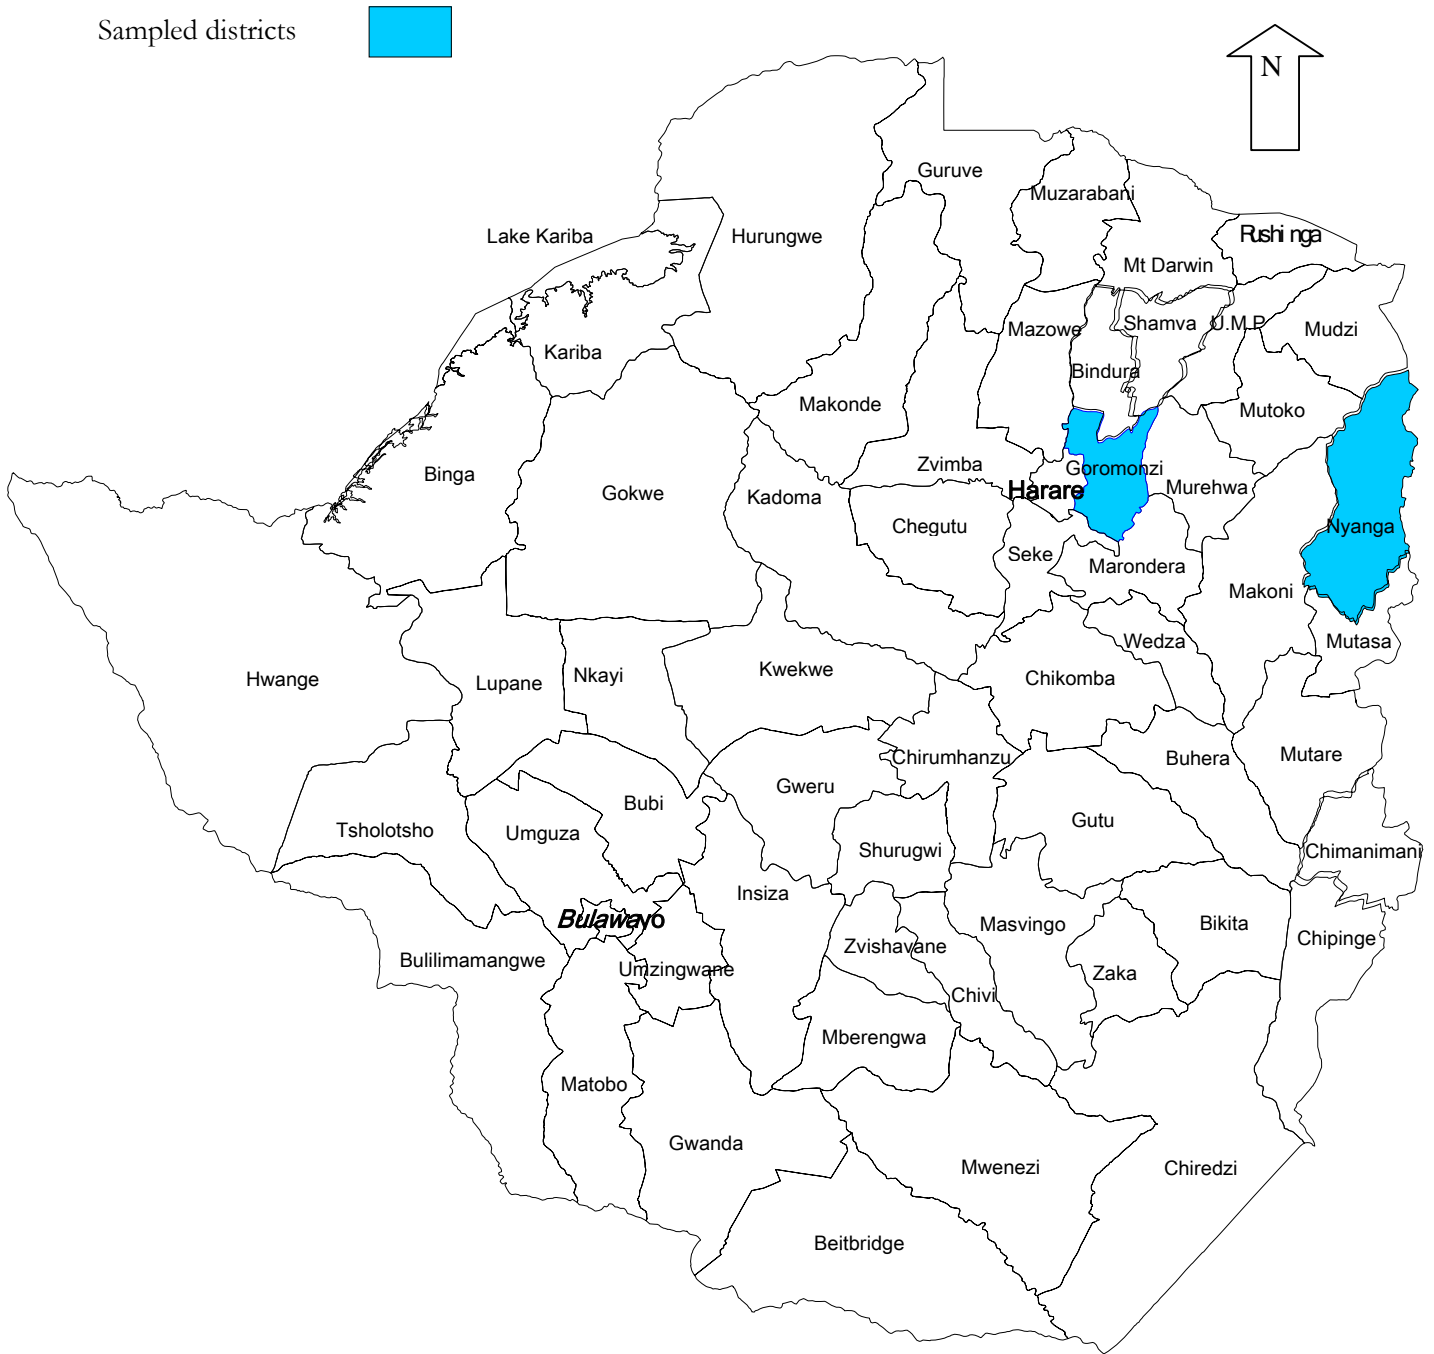 Sampled districts
N
Guruve
Muzarabani
Lake Kariba
Hurungwe
Rushinga
Mt Darwin
Mazowe
Shamva
U.M.P
Mudzi
Kariba
Bindura
Makonde
Mutoko
Binga
Zvimba
Goromonzi
Gokwe
Kadoma
Harare
Murehwa
Chegutu
Nyanga
Seke
Marondera
Makoni
Wedza
Mutasa
Hwange
Lupane
Nkayi
Kwekwe
Chikomba
Chirumhanzu
Buhera
Mutare
Gweru
Bubi
Tsholotsho
Umguza
Gutu
Shurugwi
Chimanimani
Insiza
Bulawayo
Masvingo
Bikita
Chipinge
Zvishavane
Bulilimamangwe
Umzingwane
Zaka
Chivi
Mberengwa
Matobo
Gwanda
Mwenezi
Chiredzi
Beitbridge